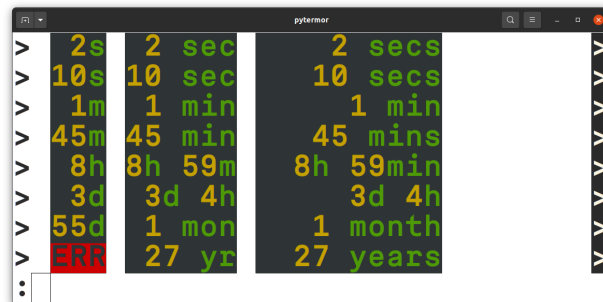 pytermor
> 2s 2 sec 2 secs >
> 10s 10 sec 10 secs >
> 1m 1 min 1 min >
> 45m 45 min 45 mins >
> 8h 8h 59m 8h 59min >
> 3d 3d 4h 3d 4h >
> 55d 1 mon 1 month >
> ERR 27 yr 27 years >
: